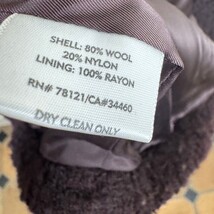 SHELL: 80% WOOL
20% NYLON
LINING: 100% RAYON
RN# 78121/CA#34460
DRY CLEAN ONLY